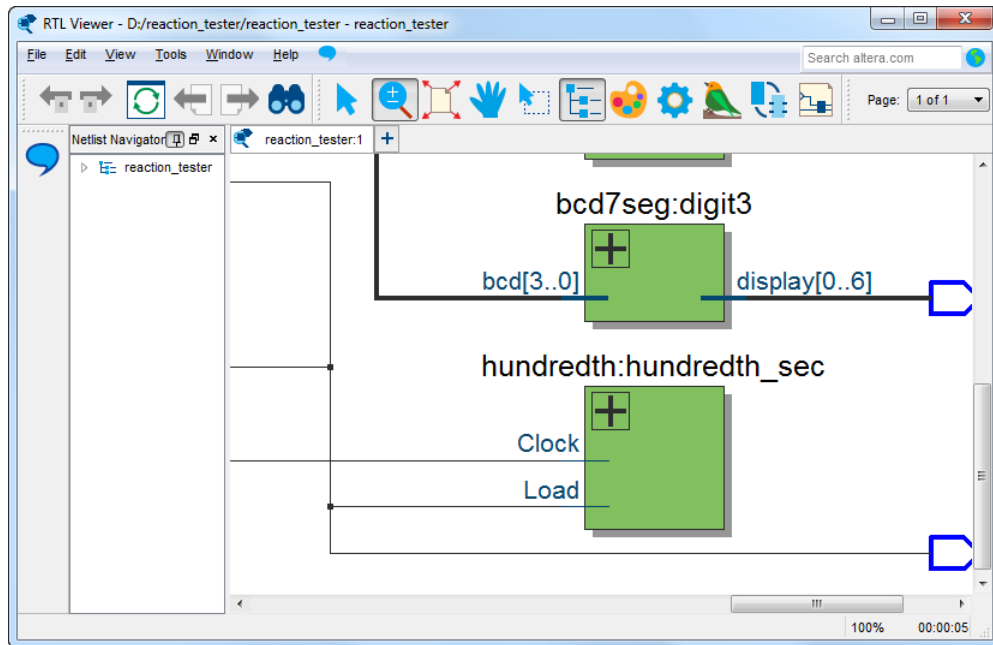 RTL Viewer - D:/reaction_tester/reaction_tester - reaction_tester
File Edit View Tools Window Help
Search altera.com
Page: 1 of 1
Netlist Navigator
reaction_tester:1
reaction_tester
bcd7seg:digit3
bcd[3..0]
display[0..6]
hundredth:hundredth_sec
Clock
Load
100% 00:00:05